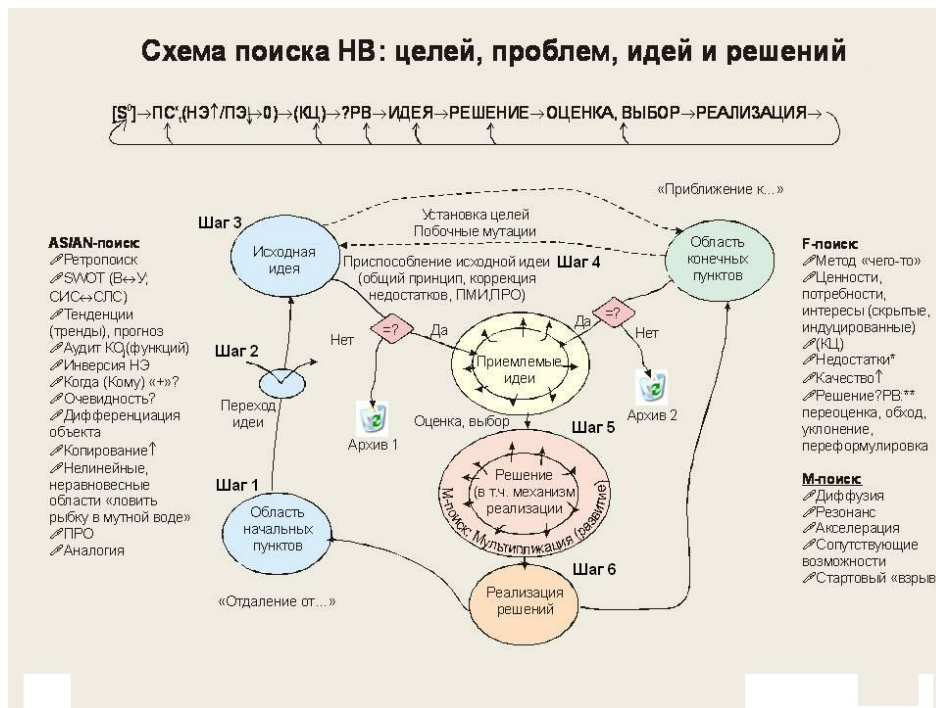 Схема поиска НВ: целей, проблем, идей и решений
[S⁰]→ПС",(НЭ↑/ПЭ↓→0)→(КЦ)→?РВ→ИДЕЯ→РЕШЕНИЕ→ОЦЕНКА, ВЫБОР→РЕАЛИЗАЦИЯ→
«Приближение к...»
Шаг 3
Установка целей
Побочные мутации
Исходная
идея
Приспособление исходной идеи
(общий принцип, коррекция
недостатков, ПМИ,ПРО)
Шаг 4
Область
конечных
пунктов
AS/AN-поиск:
Ретропоиск
SWOT (В↔У;
СИС↔СЛС)
Тенденции
(тренды), прогноз
Аудит КО (функций)
Инверсия НЭ
Когда (Кому) «+»?
Очевидность?
Дифференциация
объекта
Копирование↑
Нелинейные,
неравновесные
области «ловить
рыбку в мутной воде»
ПРО
Аналогия
Шаг 2
Переход
идеи
Нет
=?
Да
Архив 1
Приемлемые
идеи
Да
=?
Нет
Архив 2
Оценка, выбор
Шаг 5
Решение
(в т.ч. механизм
реализации)
М-поиск: Мультипликация (развитие)
Шаг 1
Область
начальных
пунктов
«Отдаление от...»
Шаг 6
Реализация
решений
F-поиск:
Метод «чего-то»
Ценности,
потребности,
интересы (скрытые,
индуцированные)
(КЦ)
Недостатки*
Качество↑
Решение?РВ:**
переоценка, обход,
уклонение,
переформулировка
М-поиск:
Диффузия
Резонанс
Акселерация
Сопутствующие
возможности
Стартовый «взрыв